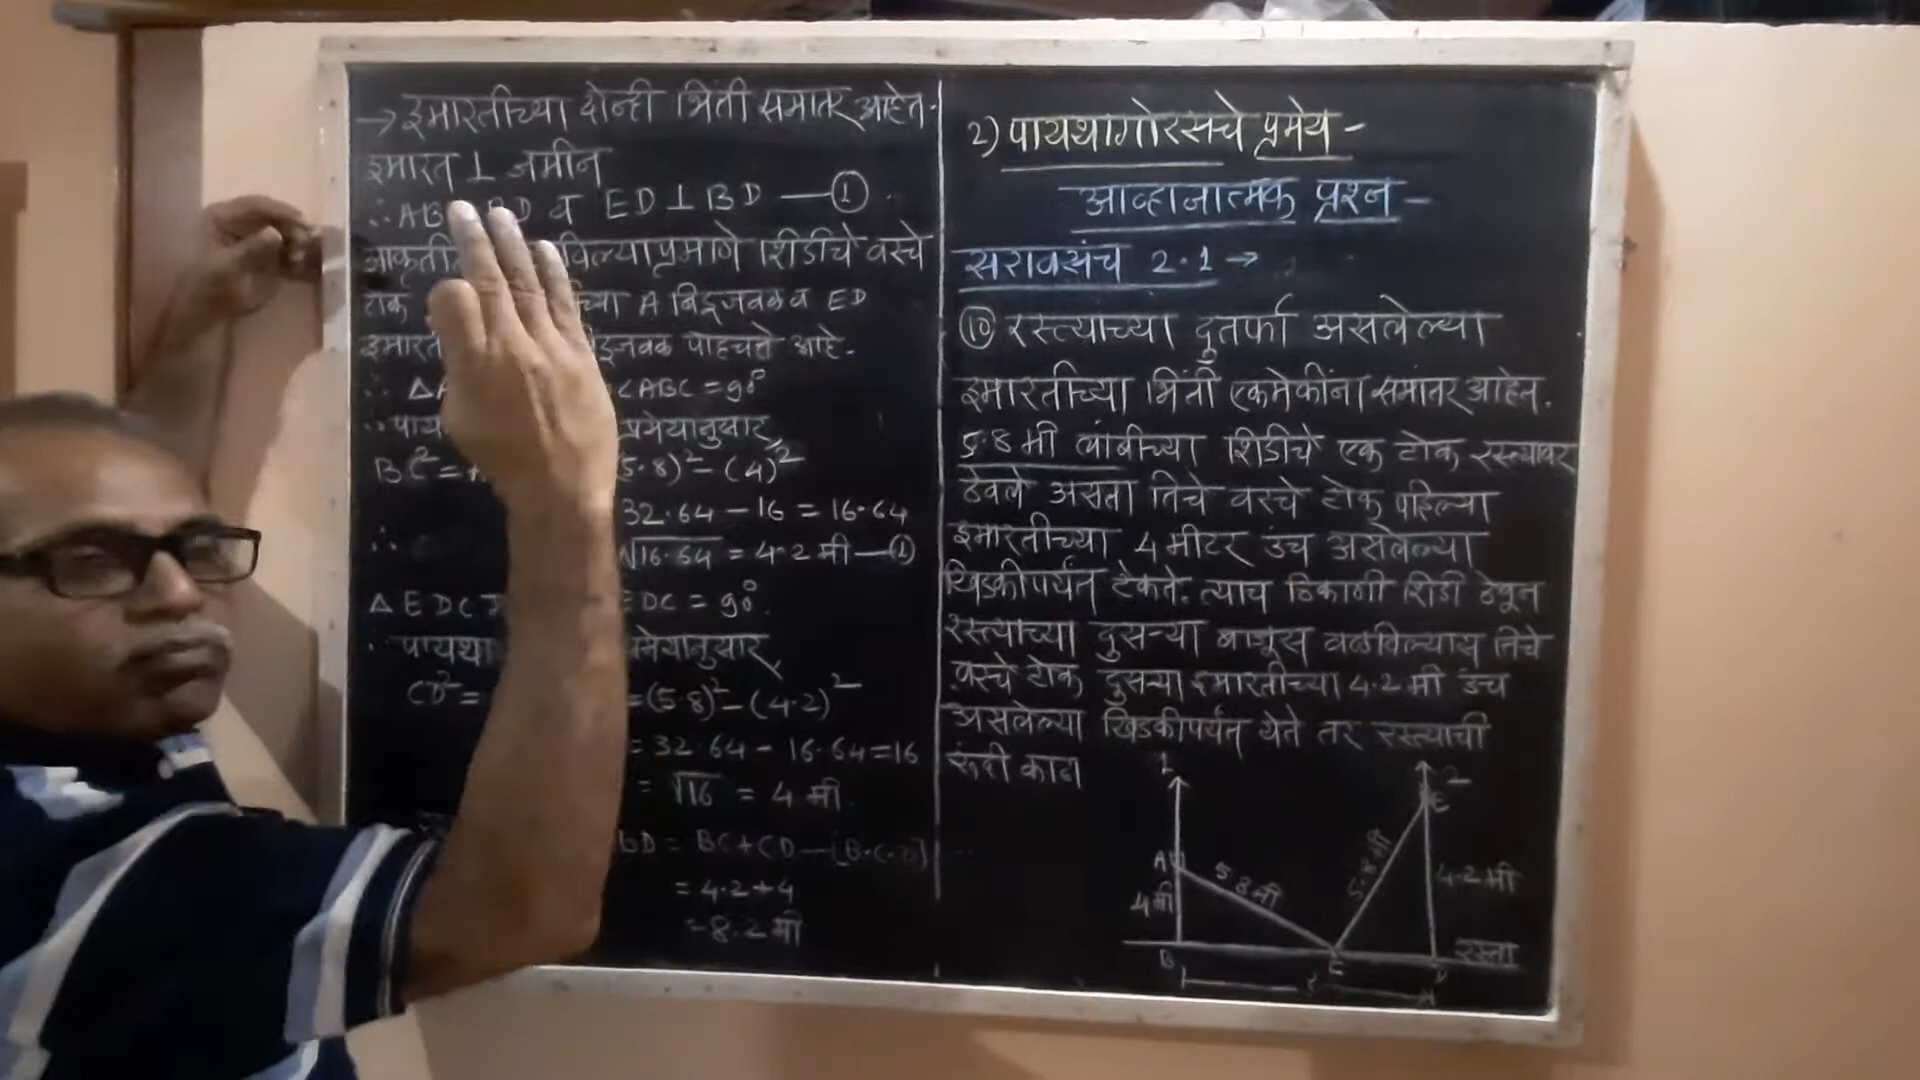 → इमारतीच्या दोन्ही भिंती समातर आहेत.
इमारत ⊥ जमीन
∴ AB BD व ED ⊥ BD — ①
आकृतीत विल्याप्रमाणे शिडीचे वरचे
टोक च्या A बिंदूजवळ व ED
इमारत पोहचते आहे.
∴ ∠ABC = 90°
∴ पाय प्रमेयानुसार,
BC² = (5.8)² – (4)²
32.64 – 16 = 16.64
∴ √16.64 = 4.2 मी — ①
△EDC EDC = 90°.
∴ पायथा मेयानुसार,
CD² = = (5.8)² – (4.2)²
= 32.64 – 16.64 = 16
= √16 = 4 मी.
BD = BC + CD — (B-C-D)
= 4.2 + 4
= 8.2 मी
2) पायथागोरसचे प्रमेय –
आव्हानात्मक प्रश्न –
सरावसंच 2.1 →
⑩ रस्त्याच्या दुतर्फा असलेल्या
इमारतीच्या भिंती एकमेकींना समांतर आहेत.
5.8 मी लांबीच्या शिडीचे एक टोक रस्त्यावर
ठेवले असता तिचे वरचे टोक पहिल्या
इमारतीच्या 4 मीटर उंच असलेल्या
खिडकीपर्यंत टेकते. त्याच ठिकाणी शिडी ठेवून
रस्त्याच्या दुसऱ्या बाजूस वळविल्यास तिचे
वरचे टोक दुसऱ्या इमारतीच्या 4.2 मी उंच
असलेल्या खिडकीपर्यंत येते तर रस्त्याची
रुंदी काढा
1
2
E
A
5.8 मी
5.8 मी
4 मी
4.2 मी
B
C
D
रस्ता